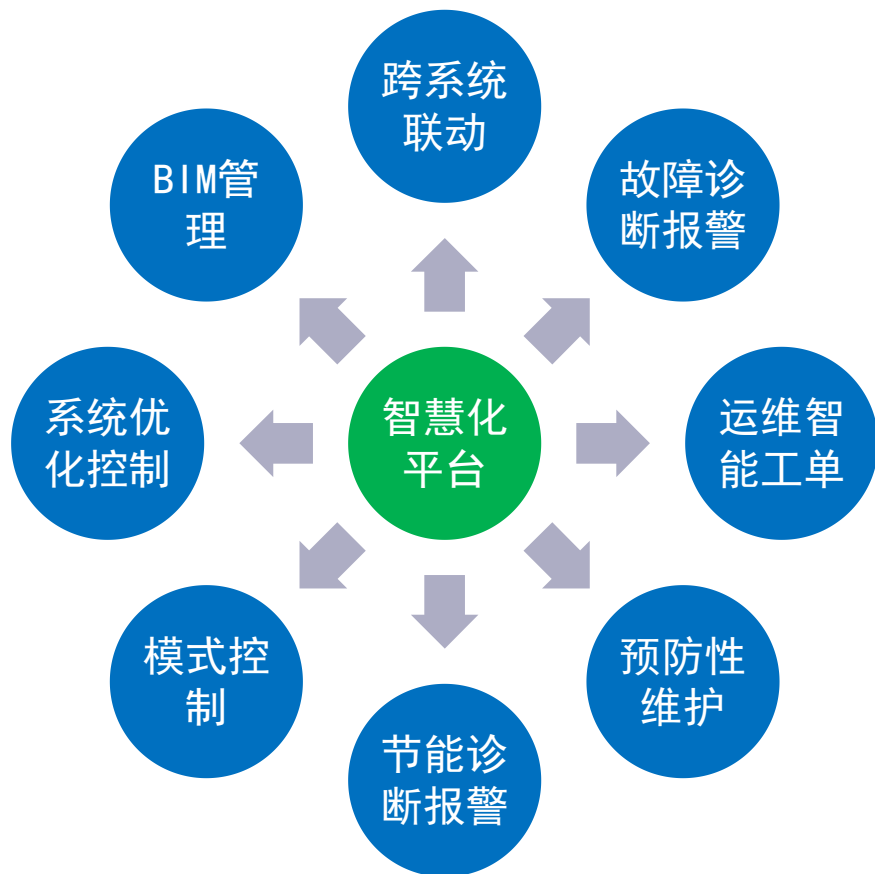 跨系统
联动
BIM管
理
故障诊
断报警
系统优
化控制
智慧化
平台
运维智
能工单
模式控
制
预防性
维护
节能诊
断报警